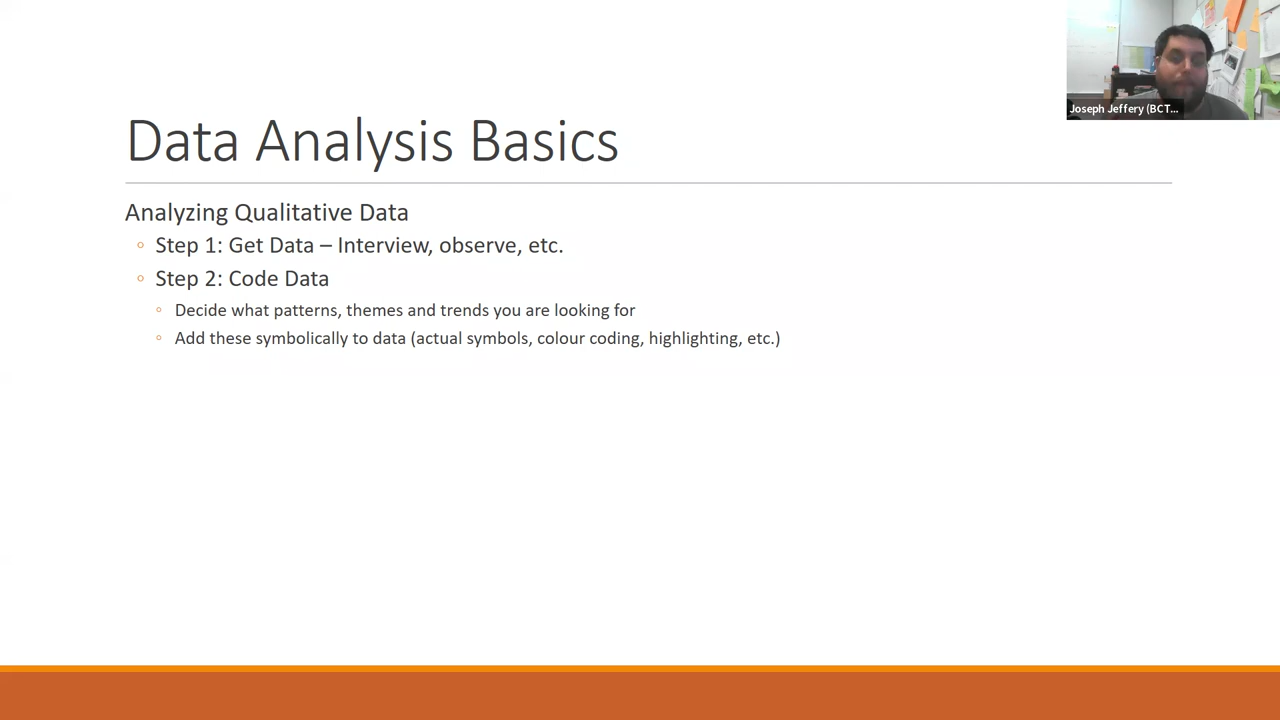 Joseph Jeffery (BCT...
Data Analysis Basics
Analyzing Qualitative Data
◦ Step 1: Get Data – Interview, observe, etc.
◦ Step 2: Code Data
◦ Decide what patterns, themes and trends you are looking for
◦ Add these symbolically to data (actual symbols, colour coding, highlighting, etc.)